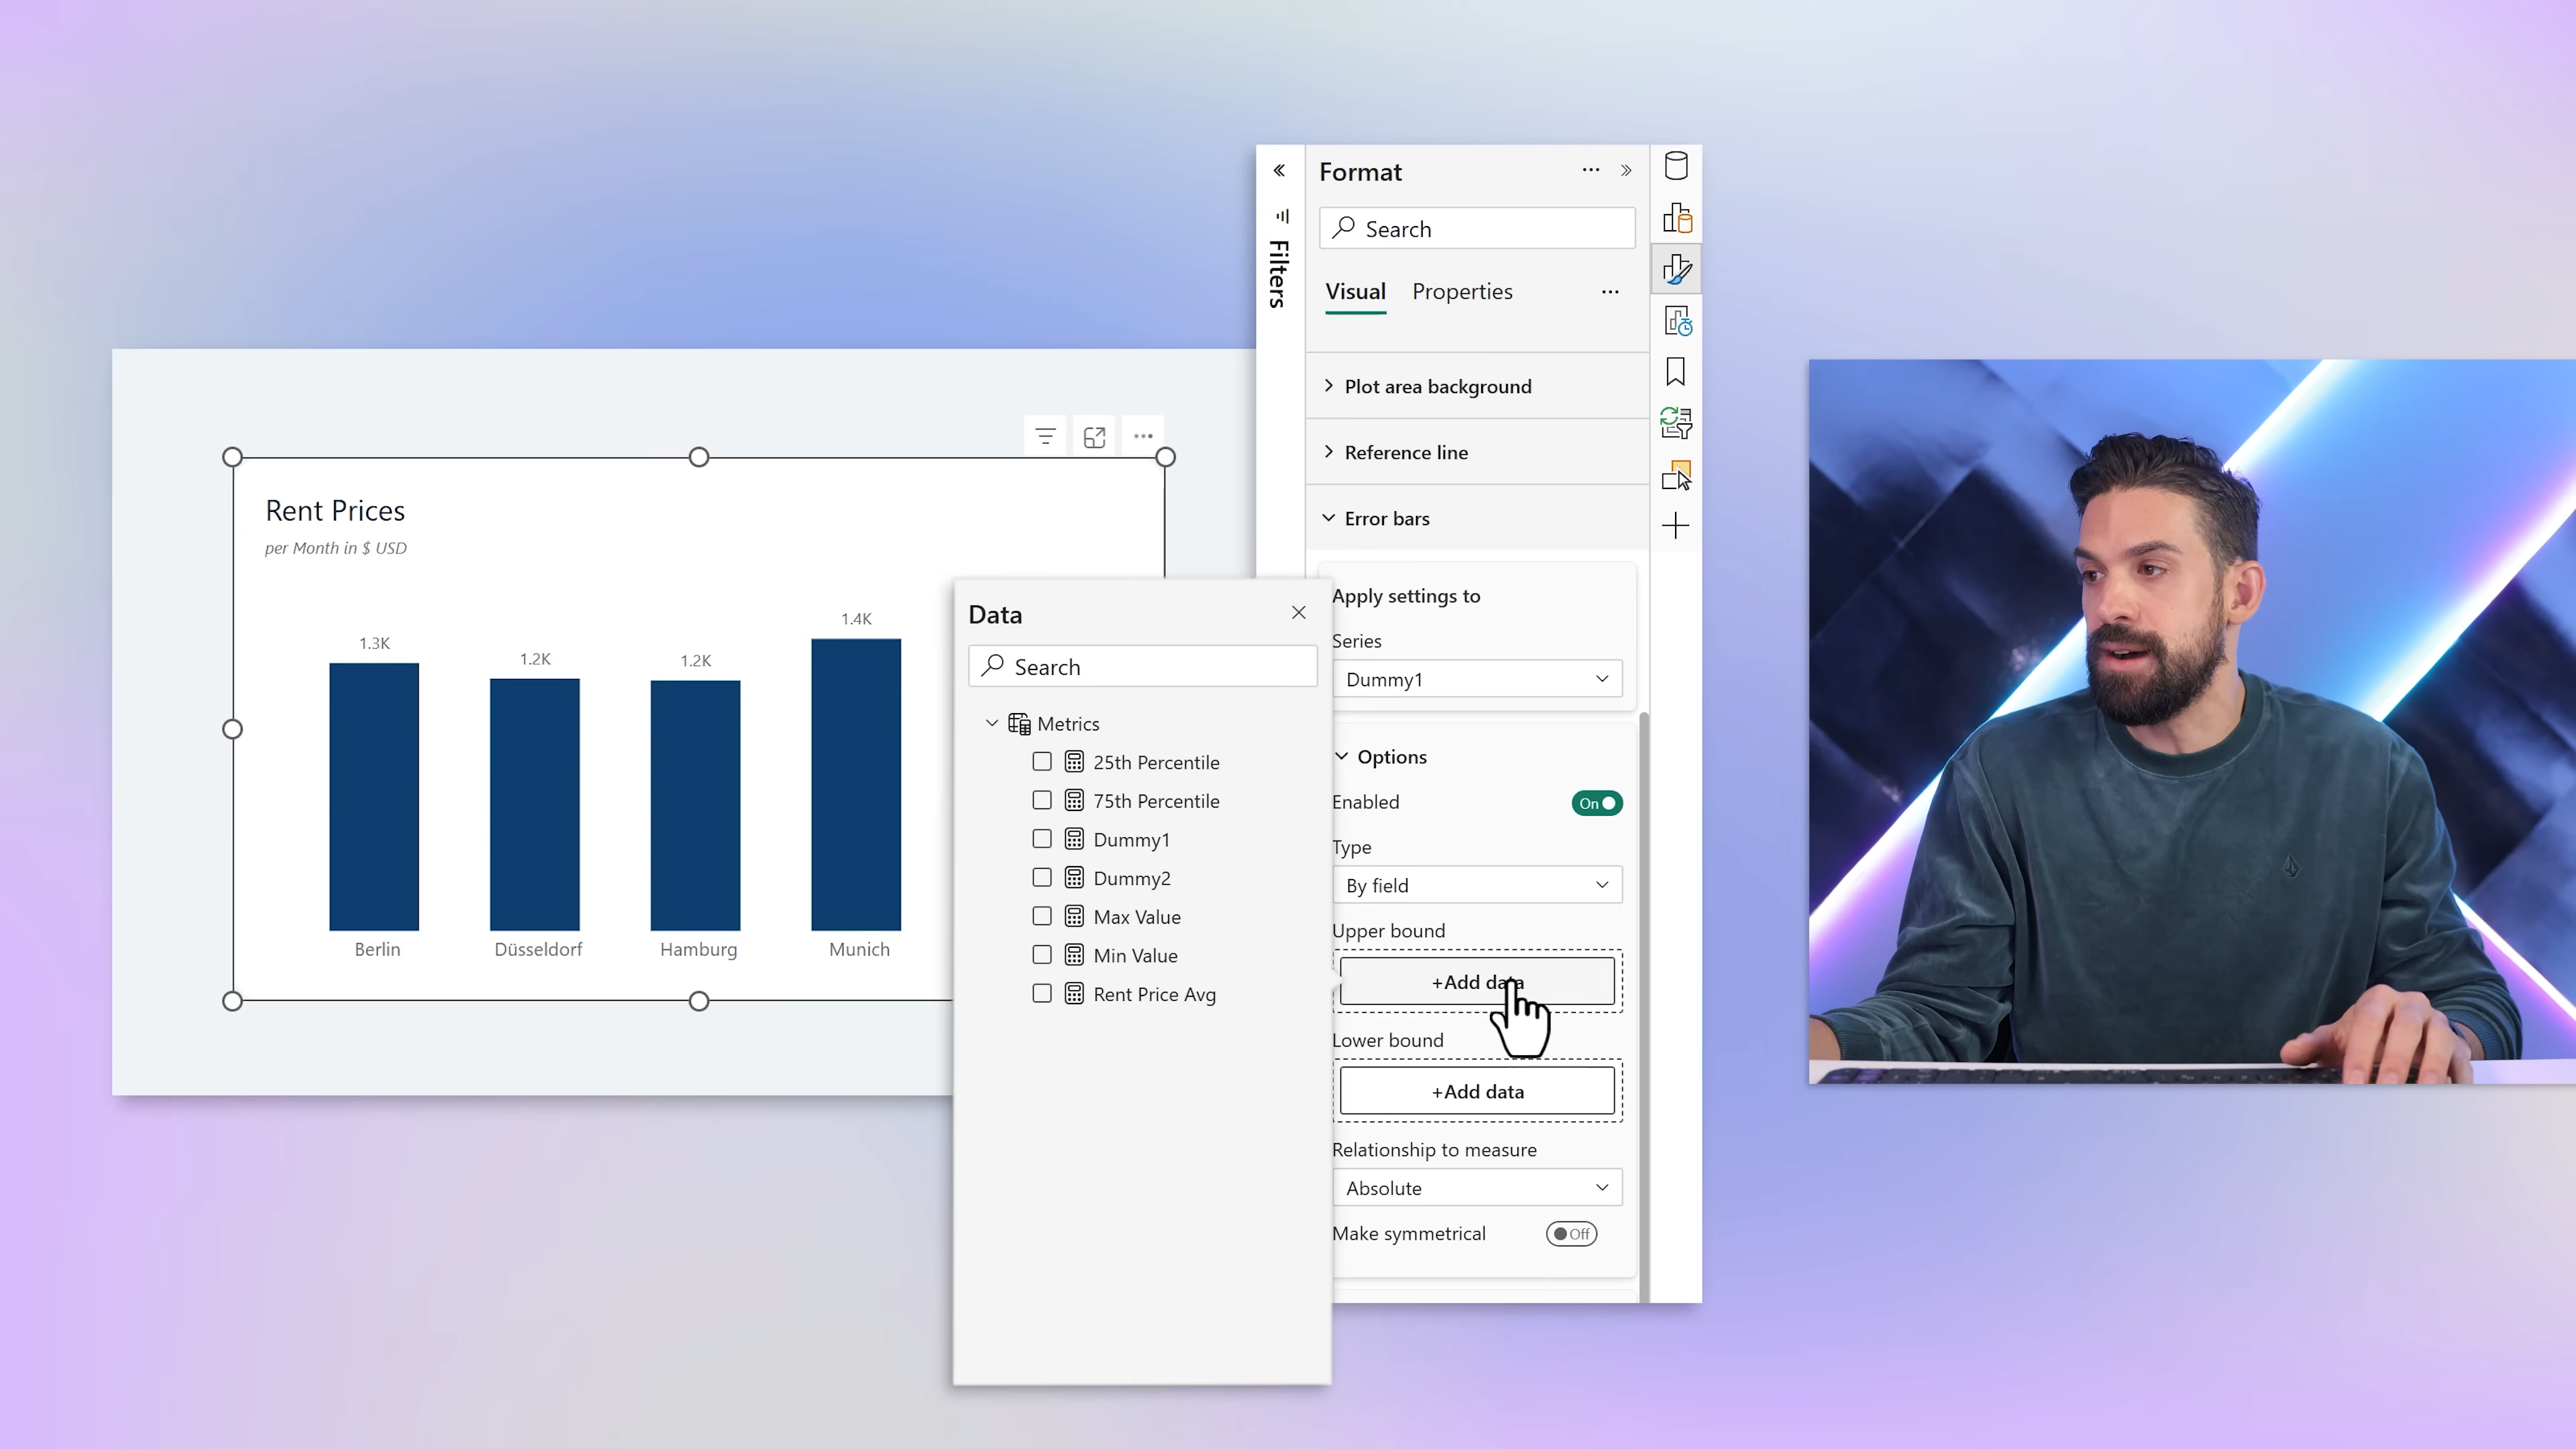 Rent Prices
per Month in $ USD
1.3K
1.2K
1.2K
1.4K
Berlin
Düsseldorf
Hamburg
Munich
Data
Search
Metrics
25th Percentile
75th Percentile
Dummy1
Dummy2
Max Value
Min Value
Rent Price Avg
Filters
Format
Search
Visual Properties
Plot area background
Reference line
Error bars
Apply settings to
Series
Dummy1
Options
Enabled On
Type
By field
Upper bound
+Add data
Lower bound
+Add data
Relationship to measure
Absolute
Make symmetrical Off